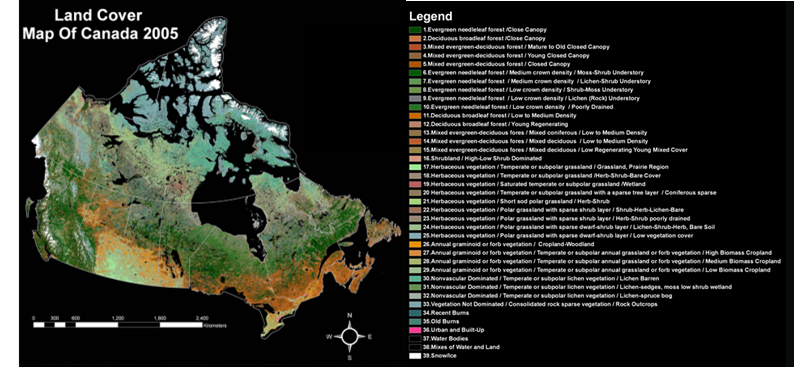 Land Cover
Map Of Canada 2005
0 300 600 1,200 1,800 2,400
Kilometers
N
W E
S
Legend
1.Evergreen needleleaf forest /Close Canopy
2.Deciduous broadleaf forest /Close Canopy
3.Mixed evergreen-deciduous forest / Mature to Old Closed Canopy
4.Mixed evergreen-deciduous forest / Young Closed Canopy
5.Mixed evergreen-deciduous forest / Closed Canopy
6.Evergreen needleleaf forest / Medium crown density / Moss-Shrub Understory
7.Evergreen needleleaf forest / Medium crown density / Lichen-Shrub Understory
8.Evergreen needleleaf forest / Low crown density / Shrub-Moss Understory
9.Evergreen needleleaf forest / Low crown density / Lichen (Rock) Understory
10.Evergreen needleleaf forest / Low crown density / Poorly Drained
11.Deciduous broadleaf forest / Low to Medium Density
12.Deciduous broadleaf forest / Young Regenerating
13.Mixed evergreen-deciduous fores / Mixed coniferous / Low to Medium Density
14.Mixed evergreen-deciduous fores / Mixed deciduous / Low to Medium Density
15.Mixed evergreen-deciduous fores / Mixed deciduous / Low Regenerating Young Mixed Cover
16.Shrubland / High-Low Shrub Dominated
17.Herbaceous vegetation / Temperate or subpolar grassland / Grassland, Prairie Region
18.Herbaceous vegetation / Temperate or subpolar grassland /Herb-Shrub-Bare Cover
19.Herbaceous vegetation / Saturated temperate or subpolar grassland /Wetland
20.Herbaceous vegetation / Temperate or subpolar grassland with a sparse tree layer / Coniferous sparse
21.Herbaceous vegetation / Short sod polar grassland / Herb-Shrub
22.Herbaceous vegetation / Polar grassland with sparse shrub layer / Shrub-Herb-Lichen-Bare
23.Herbaceous vegetation / Polar grassland with sparse shrub layer / Herb-Shrub poorly drained
24.Herbaceous vegetation / Polar grassland with sparse dwarf-shrub layer / Lichen-Shrub-Herb, Bare Soil
25.Herbaceous vegetation / Polar grassland with sparse dwarf-shrub layer / Low vegetation cover
26.Annual graminoid or forb vegetation / Cropland-Woodland
27.Annual graminoid or forb vegetation / Temperate or subpolar annual grassland or forb vegetation / High Biomass Cropland
28.Annual graminoid or forb vegetation / Temperate or subpolar annual grassland or forb vegetation / Medium Biomass Cropland
29.Annual graminoid or forb vegetation / Temperate or subpolar annual grassland or forb vegetation / Low Biomass Cropland
30.Nonvascular Dominated / Temperate or subpolar lichen vegetation / Lichen Barren
31.Nonvascular Dominated / Temperate or subpolar lichen vegetation / Lichen-sedges, moss low shrub wetland
32.Nonvascular Dominated / Temperate or subpolar lichen vegetation / Lichen-spruce bog
33.Vegetation Not Dominated / Consolidated rock sparse vegetation / Rock Outcrops
34.Recent Burns
35.Old Burns
36.Urban and Built-Up
37.Water Bodies
38.Mixes of Water and Land
39.Snow/Ice